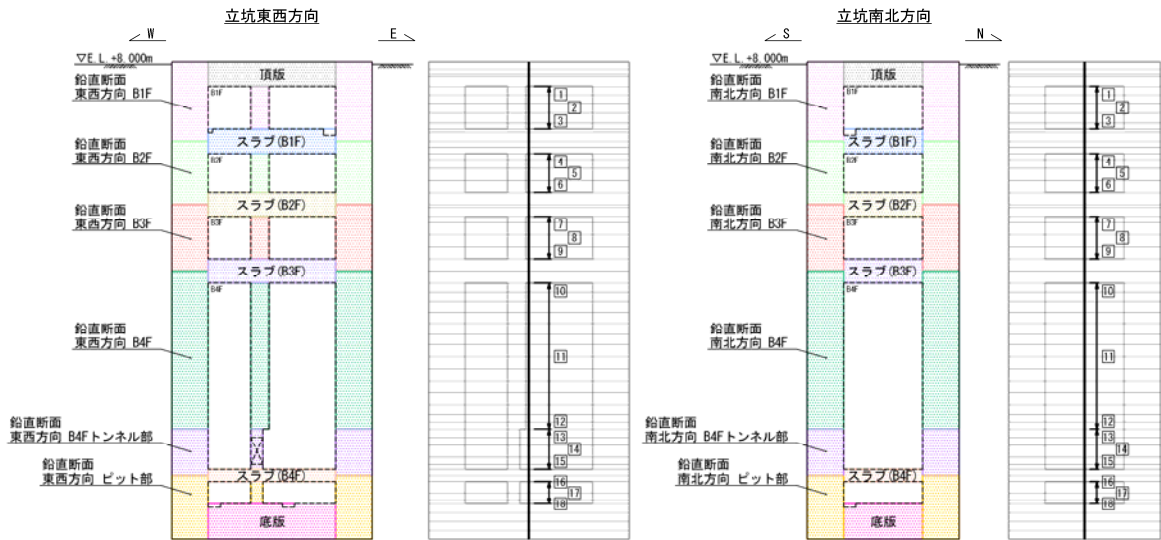 立坑東西方向
W
E
▽E.L.+8.000m
頂版
鉛直断面
東西方向 B1F
B1F
スラブ(B1F)
鉛直断面
東西方向 B2F
B2F
スラブ(B2F)
鉛直断面
東西方向 B3F
B3F
スラブ(B3F)
B4F
鉛直断面
東西方向 B4F
鉛直断面
東西方向 B4Fトンネル部
鉛直断面
東西方向 ピット部
スラブ(B4F)
底版
1
2
3
4
5
6
7
8
9
10
11
12
13
14
15
16
17
18
立坑南北方向
S
N
▽E.L.+8.000m
頂版
鉛直断面
南北方向 B1F
B1F
スラブ(B1F)
鉛直断面
南北方向 B2F
B2F
スラブ(B2F)
鉛直断面
南北方向 B3F
B3F
スラブ(B3F)
B4F
鉛直断面
南北方向 B4F
鉛直断面
南北方向 B4Fトンネル部
鉛直断面
南北方向 ピット部
スラブ(B4F)
底版
1
2
3
4
5
6
7
8
9
10
11
12
13
14
15
16
17
18